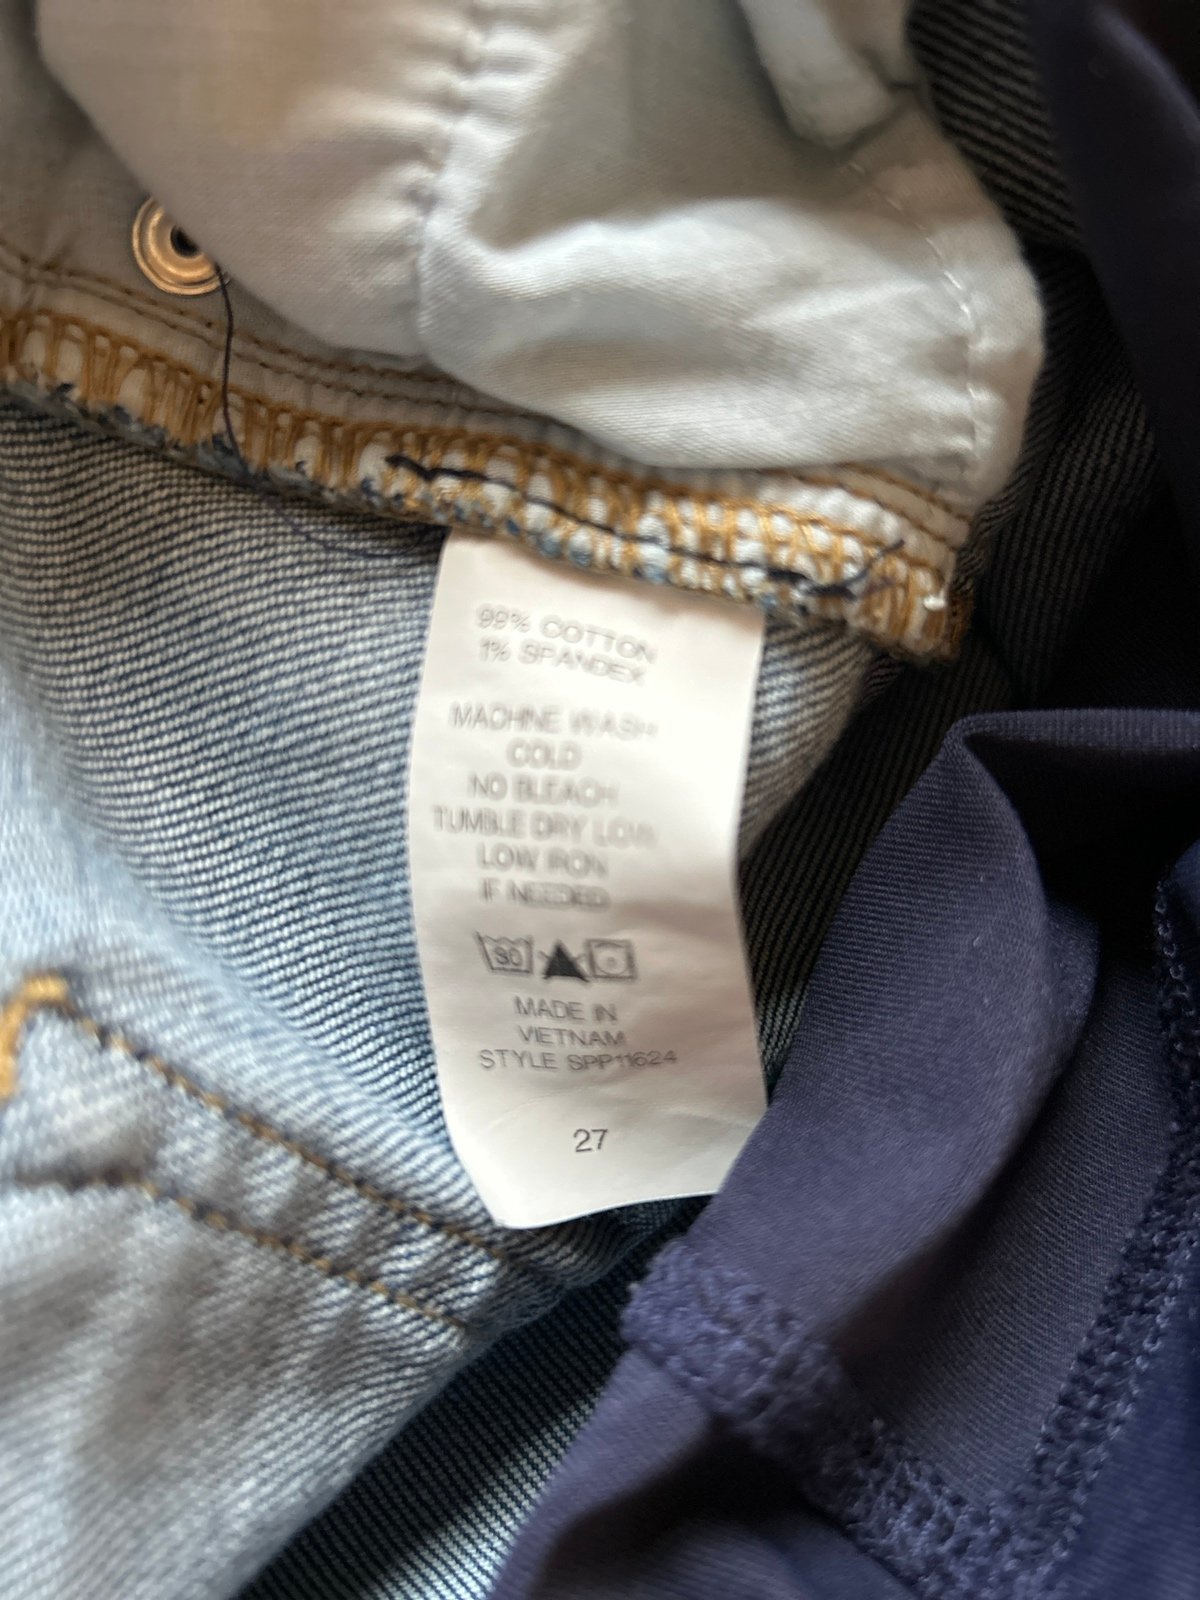 99% COTTON
1% SPANDEX
MACHINE WASH
COLD
NO BLEACH
TUMBLE DRY LOW
LOW IRON
IF NEEDED
30
MADE IN
VIETNAM
STYLE SPP11624
27